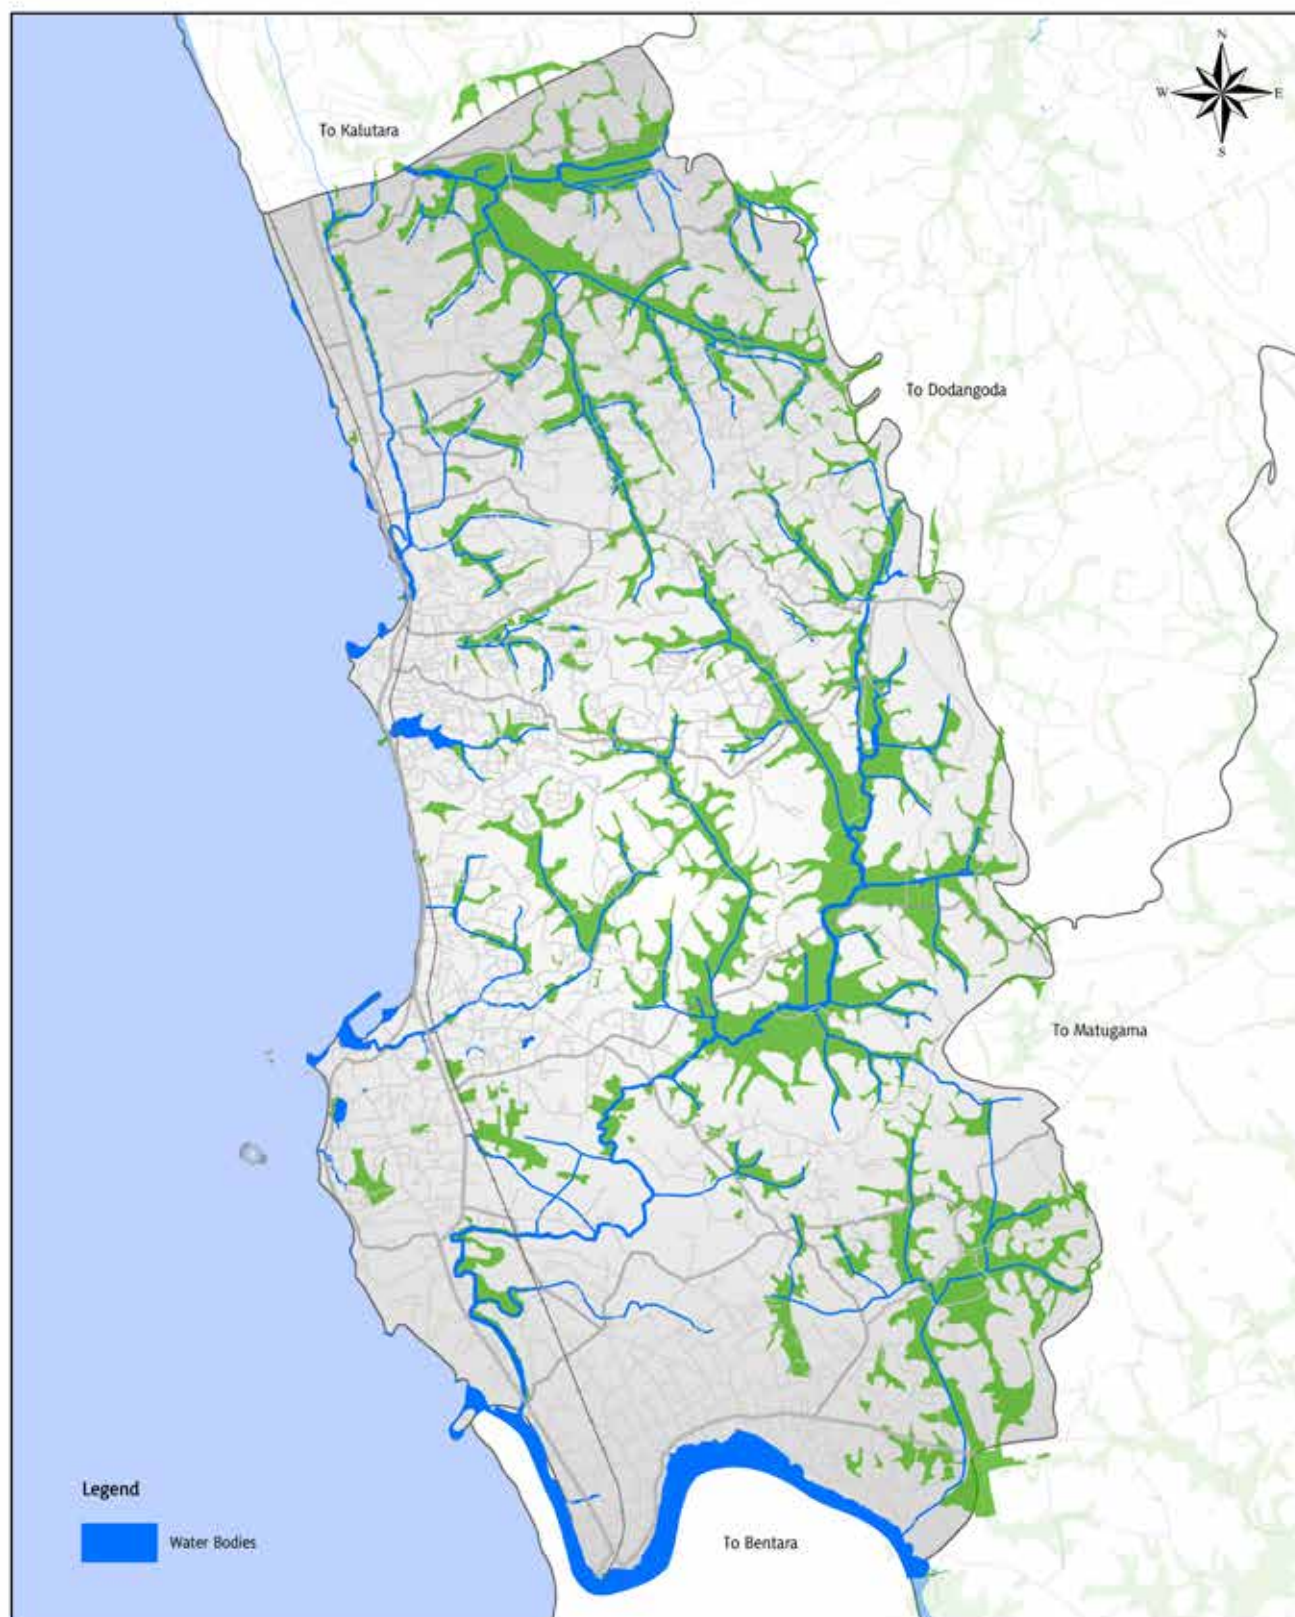 N
W
E
S
To Kalutara
To Dodangoda
To Matugama
Legend
Water Bodies
To Bentara